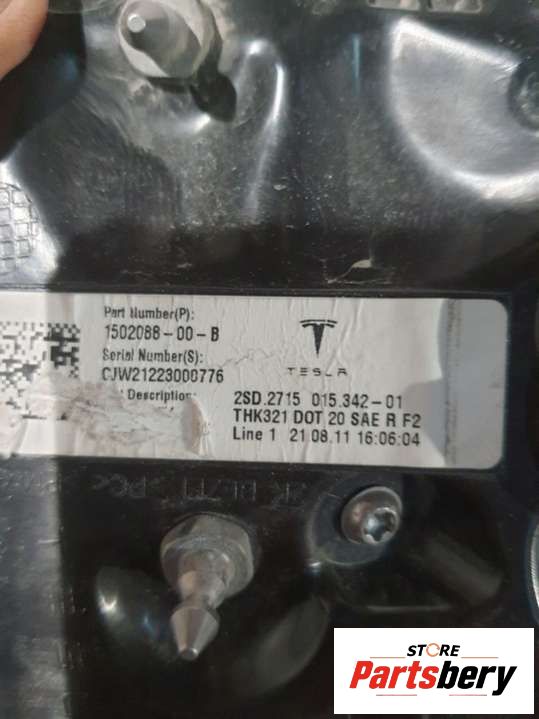 Part Number(P):
1502088-00-B
Serial Number(S):
CJW21223000776
Description:
TESLA
2SD.2715 015.342-01
THK321 DOT 20 SAE R F2
Line 1 21.08.11 16:06:04
STORE
Partsbery